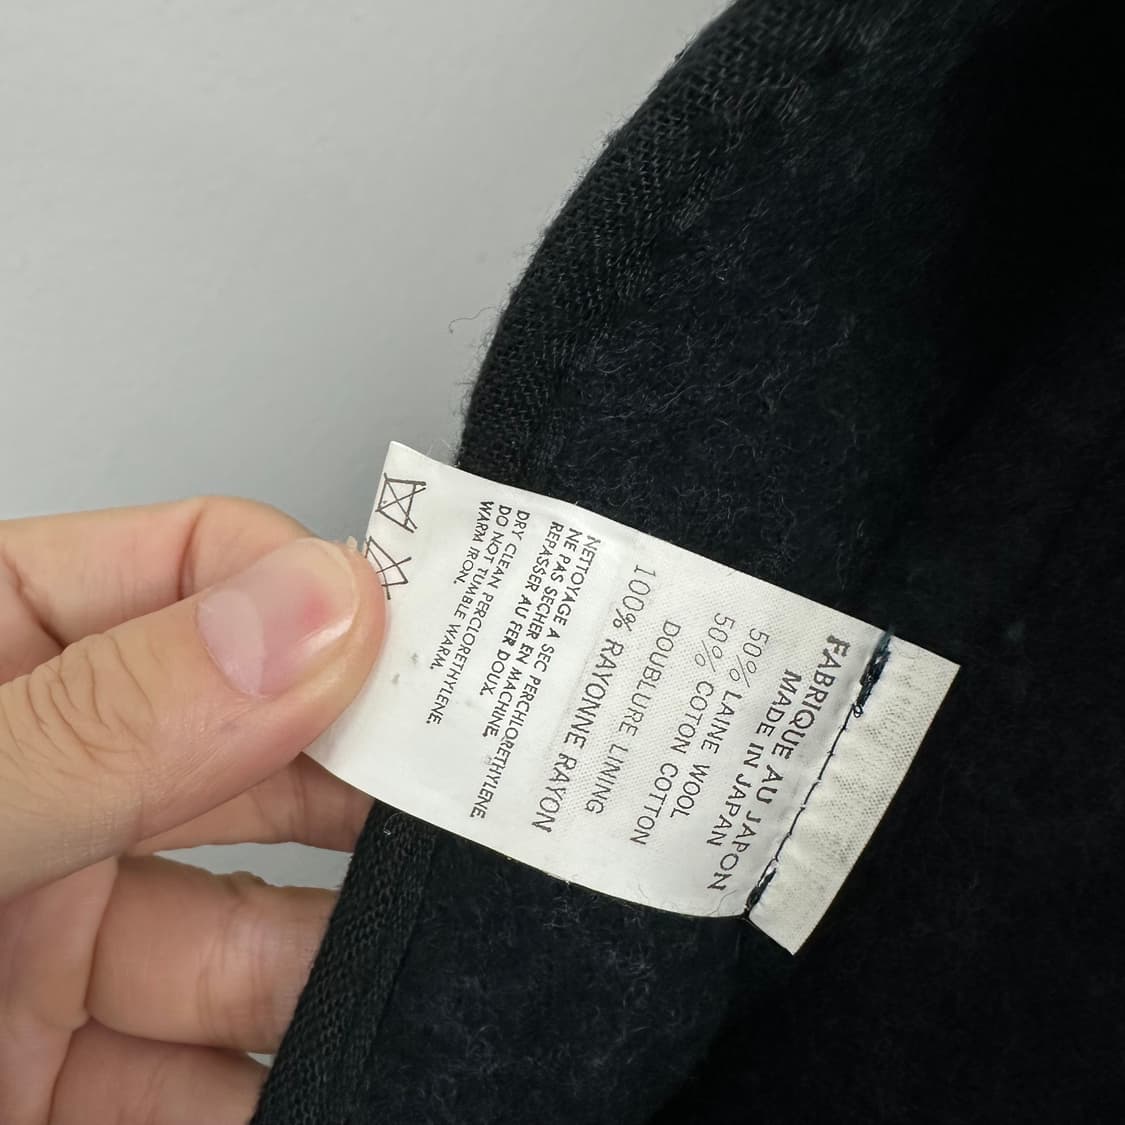 FABRIQUE AU JAPON
MADE IN JAPAN
50% LAINE WOOL
50% COTON COTTON
DOUBLURE LINING
100% RAYONNE RAYON
NETTOYAGE A SEC PERCHLORETHYLENE
NE PAS SECHER EN MACHINE,
REPASSER AU FER DOUX.
DRY CLEAN PERCLORETHYLENE,
DO NOT TUMBLE WARM.
WARM IRON.